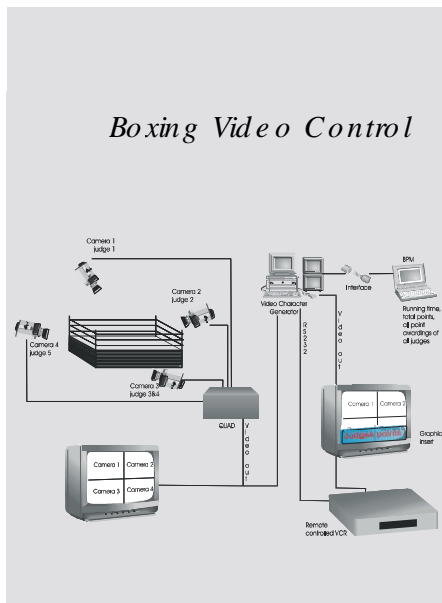 Boxing Video Control
Camera 1
judge 1
Camera 2
judge 2
Camera 4
judge 5
Camera 3
judge 3&4
QUAD
Video out
Video Character
Generator
RS232
Video out
Interface
BPM
Running time,
total points,
all point
awardings of
all judges
Camera 1
Camera 2
Camera 3
Camera 4
Camera 1
Camera 2
Judges points
Graphic
insert
Remote
controlled VCR